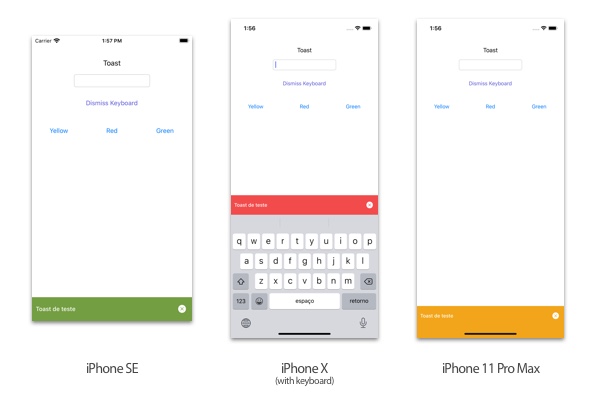 Carrier 1:57 PM
Toast
Dismiss Keyboard
Yellow Red Green
Toast de teste
iPhone SE
1:56
Toast
Dismiss Keyboard
Yellow Red Green
Toast de teste
q w e r t y u i o p
a s d f g h j k l
z x c v b n m
123 espaço retorno
iPhone X
(with keyboard)
1:56
Toast
Dismiss Keyboard
Yellow Red Green
Toast de teste
iPhone 11 Pro Max